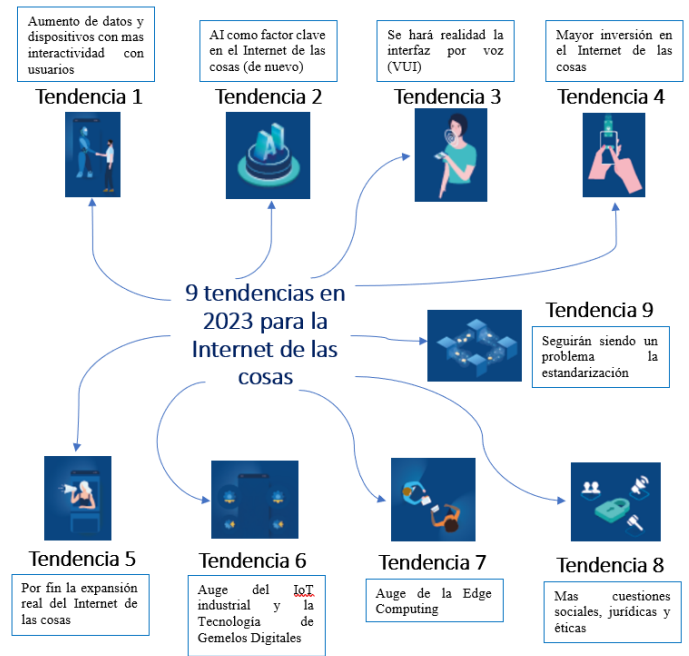 Aumento de datos y
dispositivos con mas
interactividad con
usuarios
Tendencia 1
AI como factor clave
en el Internet de las
cosas (de nuevo)
Tendencia 2
AI
Se hará realidad la
interfaz por voz
(VUI)
Tendencia 3
Mayor inversión en
el Internet de las
cosas
Tendencia 4
9 tendencias en
2023 para la
Internet de las
cosas
Tendencia 9
Seguirán siendo un
problema la
estandarización
Tendencia 5
Por fin la expansión
real del Internet de
las cosas
Tendencia 6
Auge del IoT
industrial y la
Tecnología de
Gemelos Digitales
Tendencia 7
Auge de la Edge
Computing
Tendencia 8
Mas cuestiones
sociales, jurídicas y
éticas